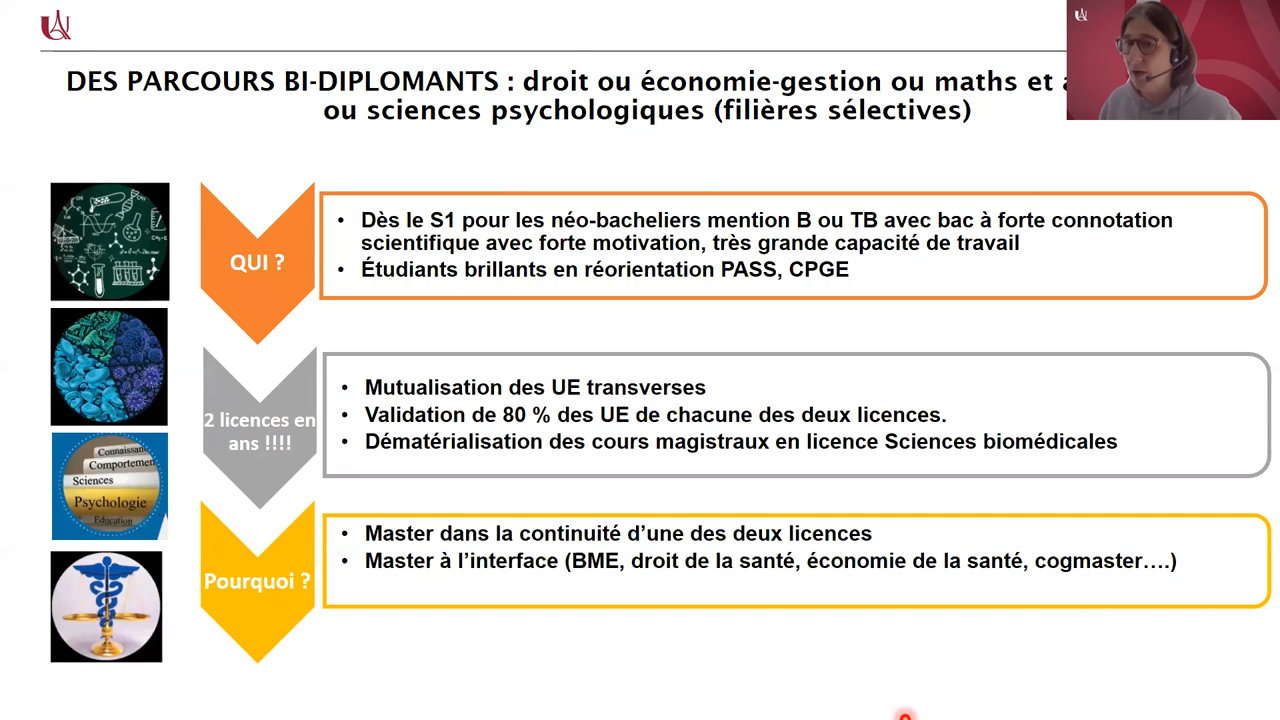 DES PARCOURS BI-DIPLOMANTS : droit ou économie-gestion ou maths et
ou sciences psychologiques (filières sélectives)
QUI ?
• Dès le S1 pour les néo-bacheliers mention B ou TB avec bac à forte connotation
scientifique avec forte motivation, très grande capacité de travail
• Étudiants brillants en réorientation PASS, CPGE
2 licences en
ans !!!!
• Mutualisation des UE transverses
• Validation de 80 % des UE de chacune des deux licences.
• Dématérialisation des cours magistraux en licence Sciences biomédicales
Connaissance
Comportement
Sciences
Psychologie
Education
Pourquoi ?
• Master dans la continuité d’une des deux licences
• Master à l’interface (BME, droit de la santé, économie de la santé, cogmaster….)